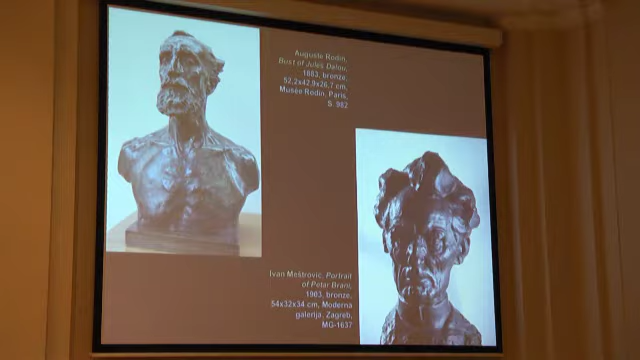 Auguste Rodin,
Bust of Jules Dalou,
1883, bronze,
52,2x42,9x26,7 cm,
Musée Rodin, Paris,
S. 982
Ivan Meštrović, Portrait
of Petar Brani,
1903, bronze,
54x32x34 cm, Moderna
galerija, Zagreb,
MG-1637